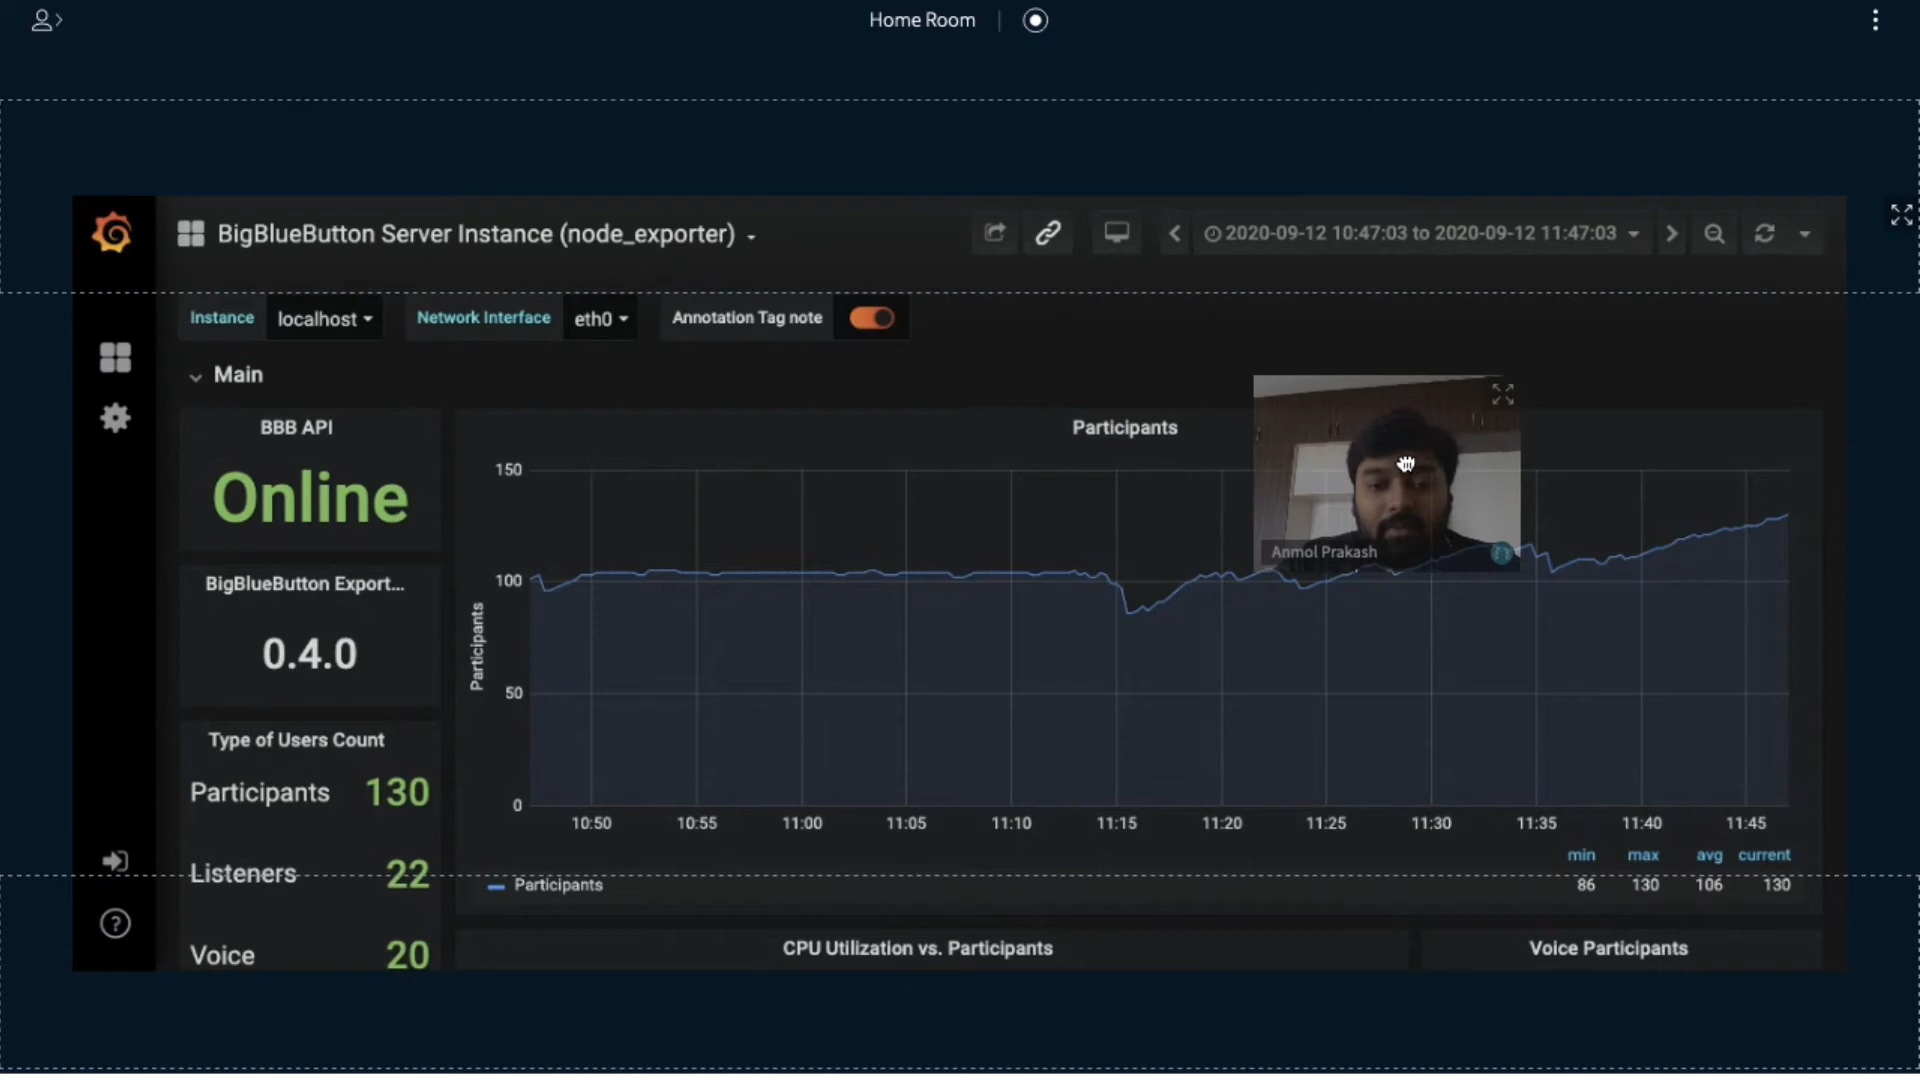 Home Room
BigBlueButton Server Instance (node_exporter)
2020-09-12 10:47:03 to 2020-09-12 11:47:03
Instance localhost Network Interface eth0 Annotation Tag note
Main
BBB API
Online
BigBlueButton Export...
0.4.0
Type of Users Count
Participants 130
Listeners 22
Voice 20
Participants
150
100
50
0
Participants
10:50 10:55 11:00 11:05 11:10 11:15 11:20 11:25 11:30 11:35 11:40 11:45
min max avg current
Participants 86 130 106 130
Anmol Prakash
CPU Utilization vs. Participants
Voice Participants